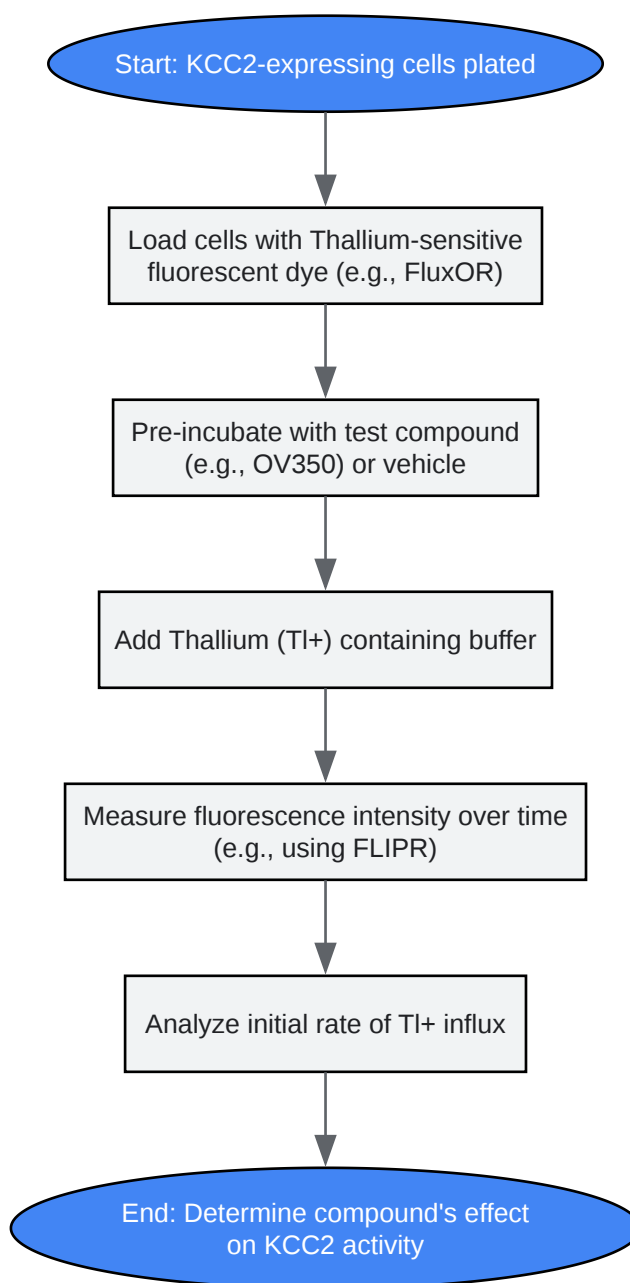 Start: KCC2-expressing cells plated
Load cells with Thallium-sensitive
fluorescent dye (e.g., FluxOR)
Pre-incubate with test compound
(e.g., OV350) or vehicle
Add Thallium (Tl+) containing buffer
Measure fluorescence intensity over time
(e.g., using FLIPR)
Analyze initial rate of Tl+ influx
End: Determine compound's effect
on KCC2 activity